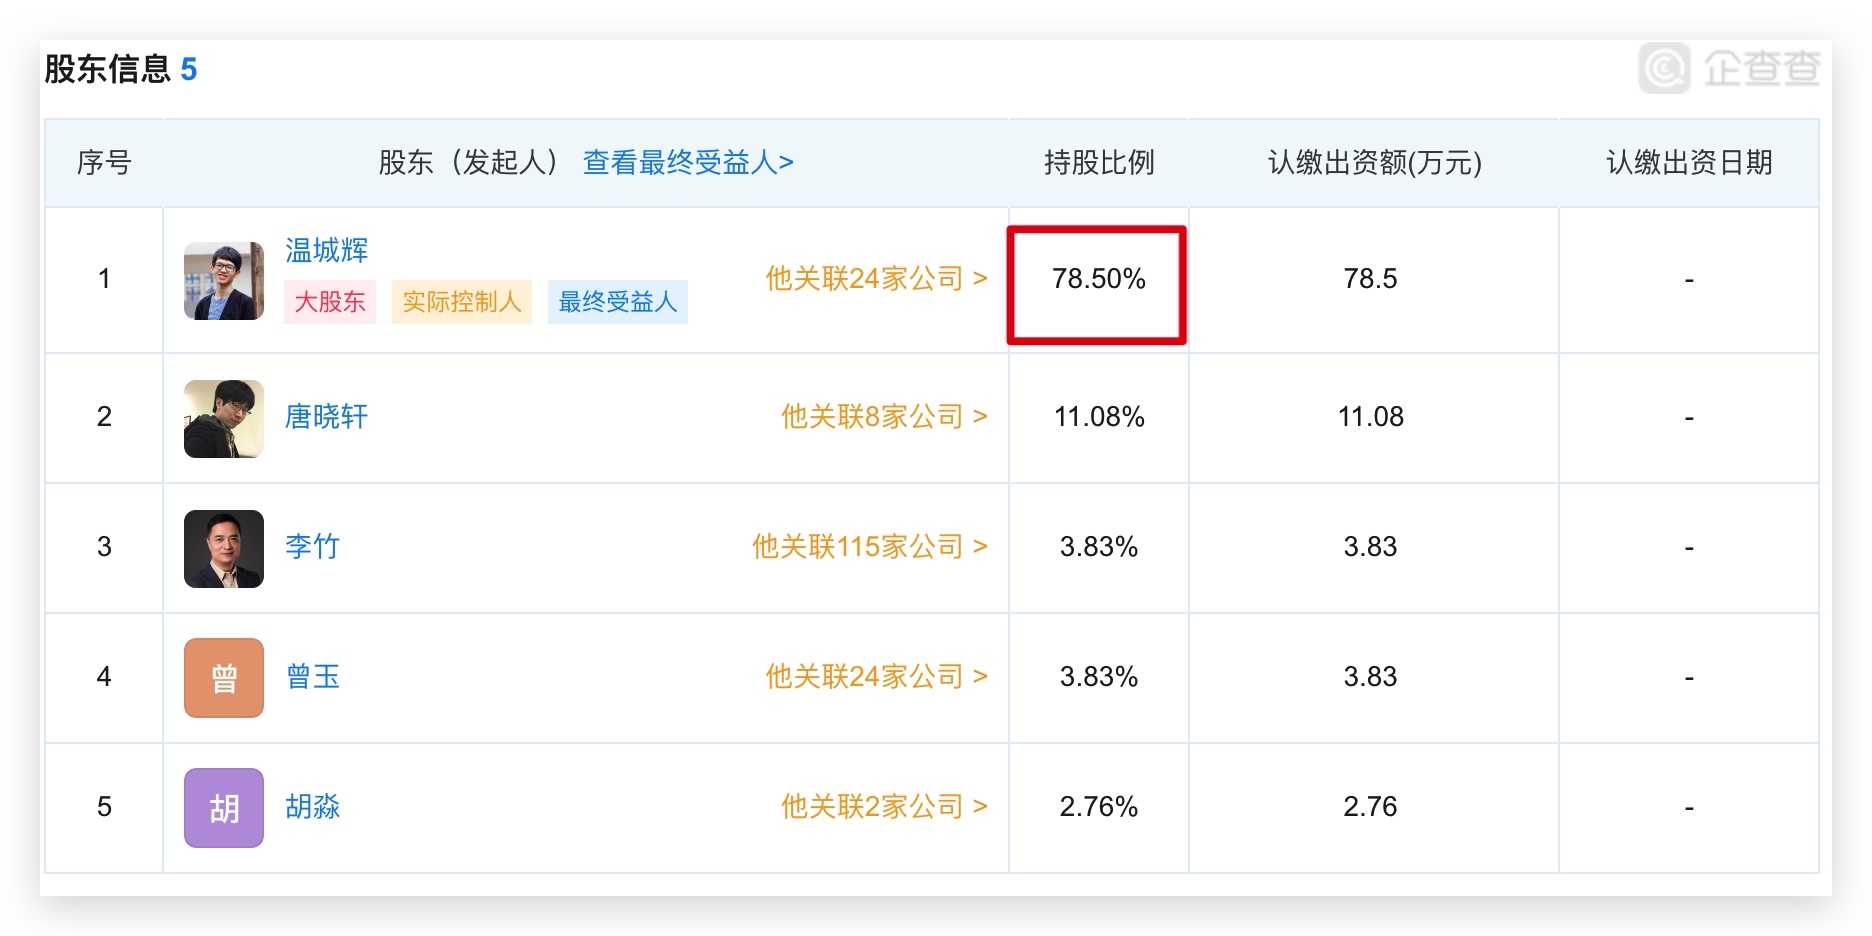 股东信息 5
企查查
序号 股东（发起人） 查看最终受益人> 持股比例 认缴出资额(万元) 认缴出资日期
1 温城辉 他关联24家公司 > 78.50% 78.5 -
大股东 实际控制人 最终受益人
2 唐晓轩 他关联8家公司 > 11.08% 11.08 -
3 李竹 他关联115家公司 > 3.83% 3.83 -
4 曾 曾玉 他关联24家公司 > 3.83% 3.83 -
5 胡 胡淼 他关联2家公司 > 2.76% 2.76 -